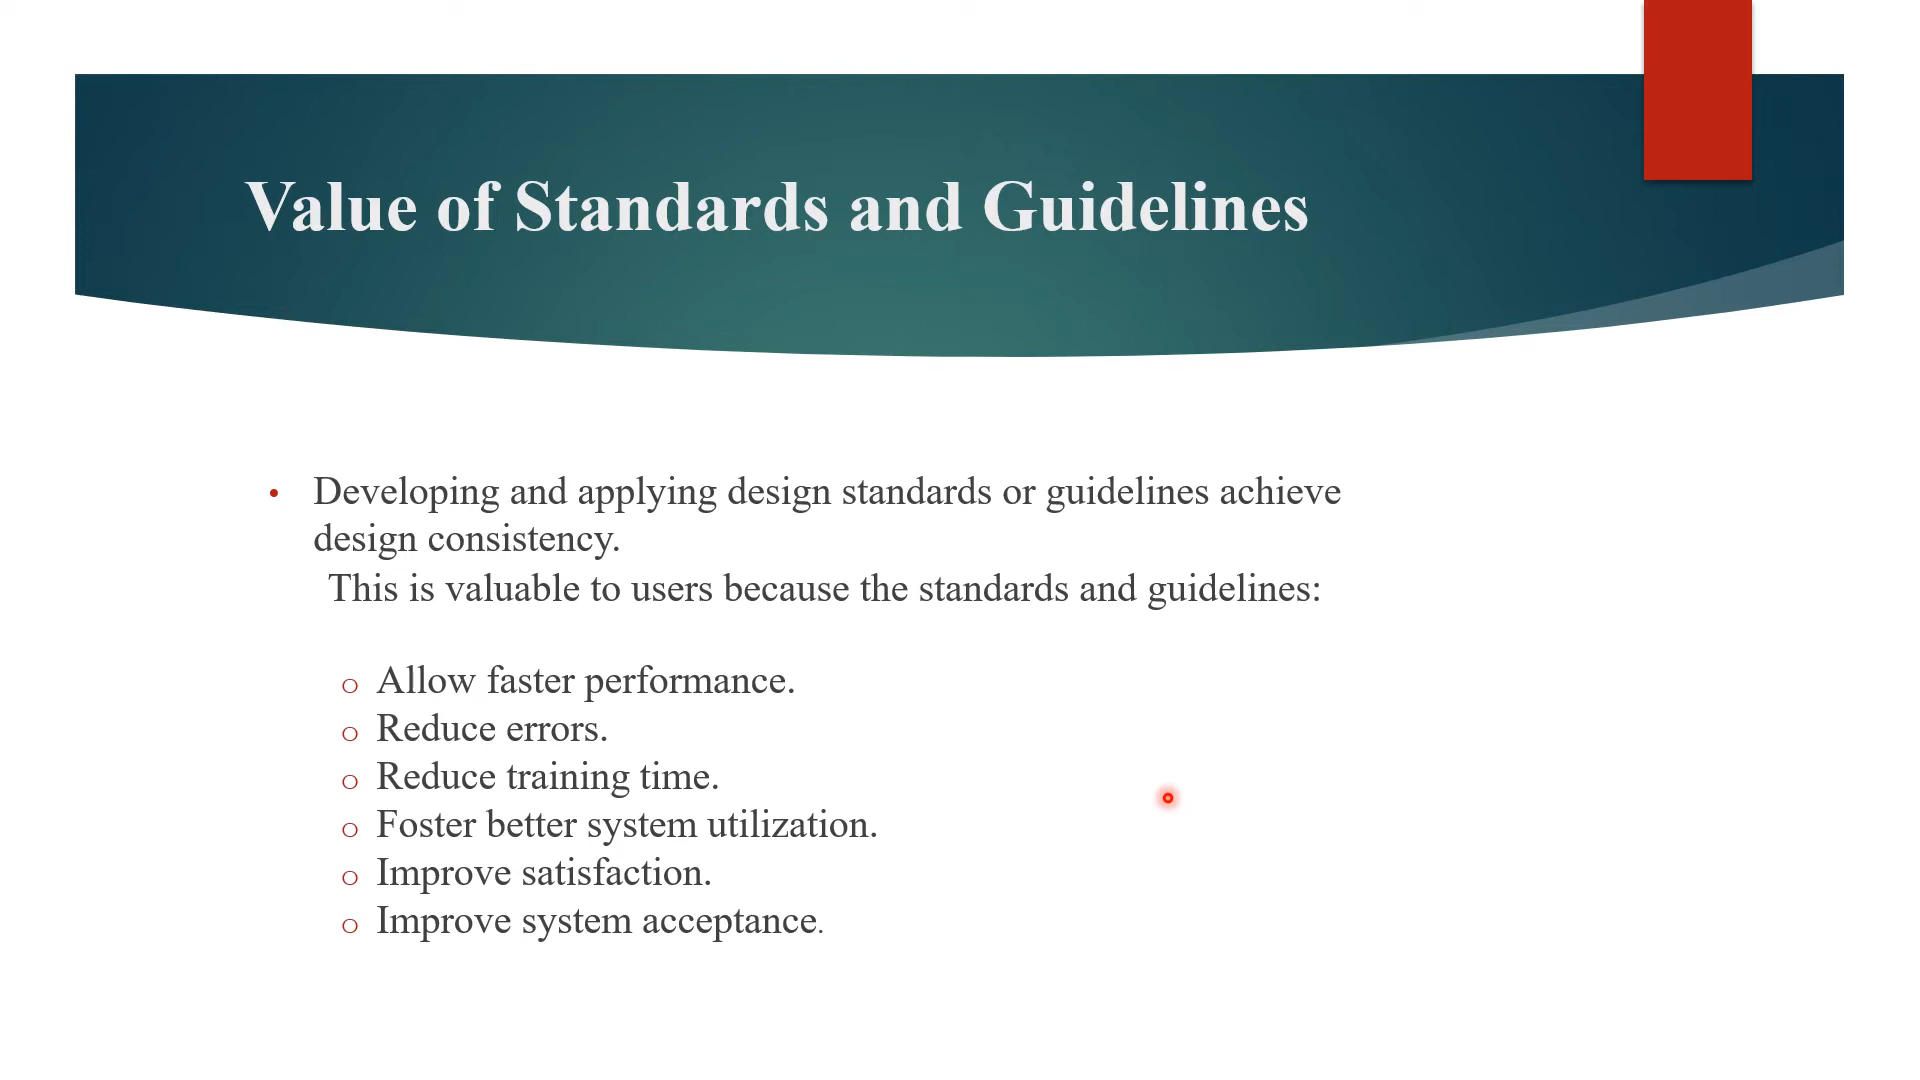 Value of Standards and Guidelines
• Developing and applying design standards or guidelines achieve
design consistency.
This is valuable to users because the standards and guidelines:
o Allow faster performance.
o Reduce errors.
o Reduce training time.
o Foster better system utilization.
o Improve satisfaction.
o Improve system acceptance.